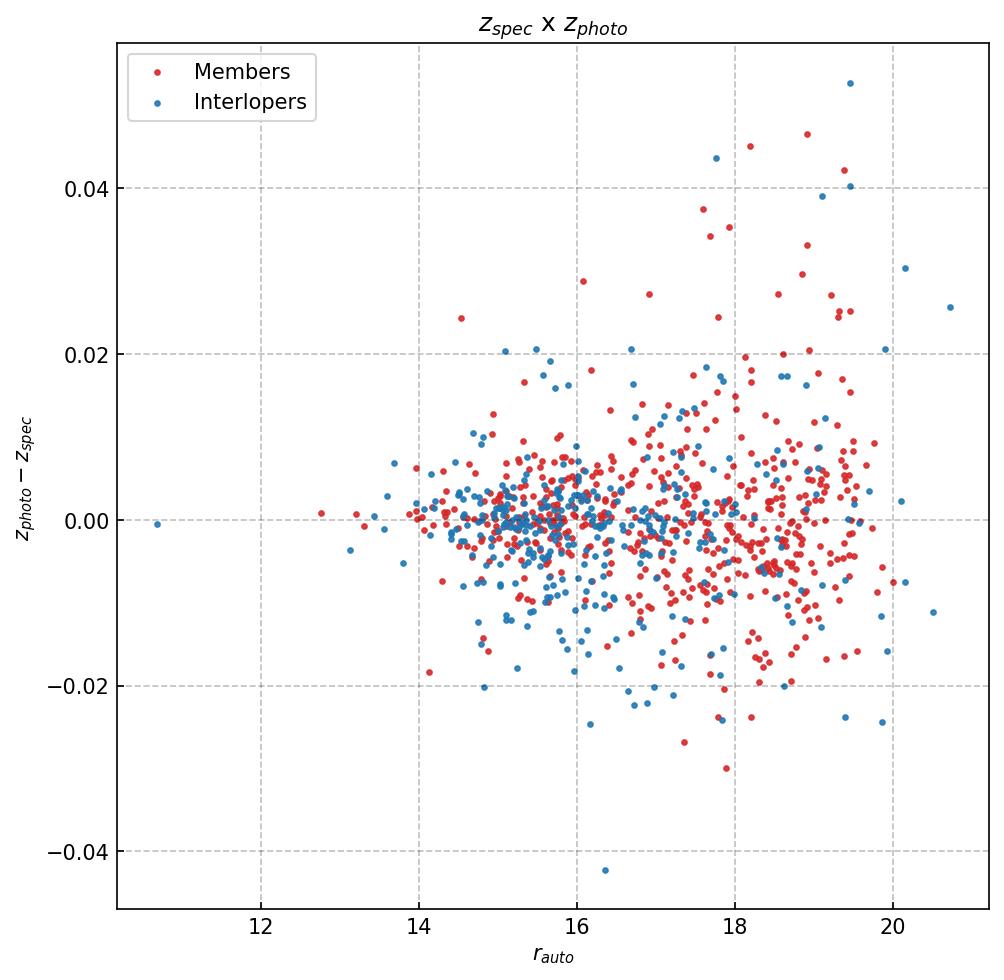 z_spec x z_photo
Members
Interlopers
z_photo − z_spec
0.04
0.02
0.00
−0.02
−0.04
12
14
16
18
20
r_auto